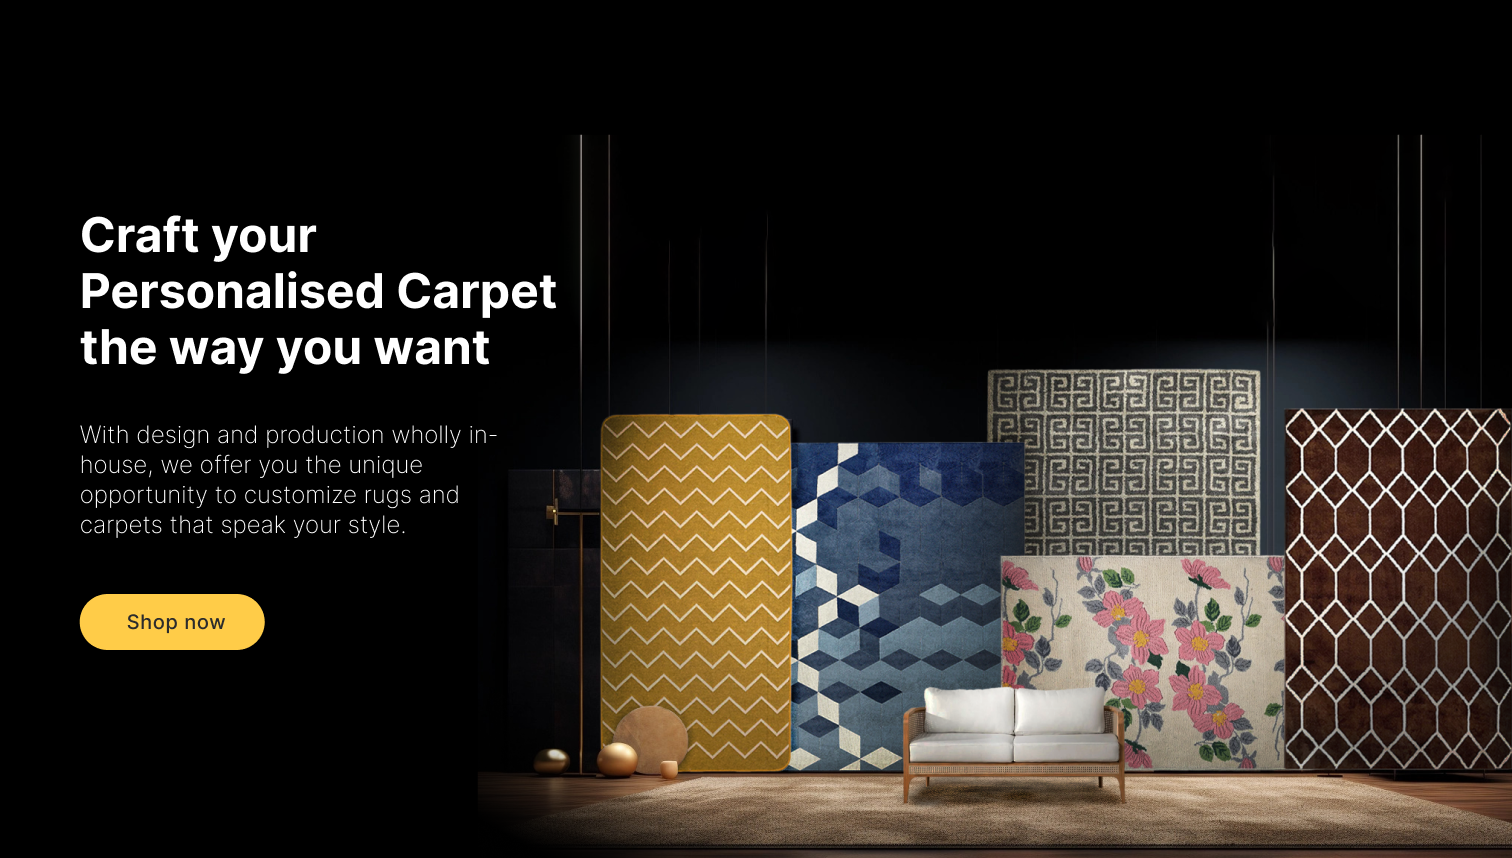 Craft your
Personalised Carpet
the way you want
With design and production wholly in-
house, we offer you the unique
opportunity to customize rugs and
carpets that speak your style.
Shop now